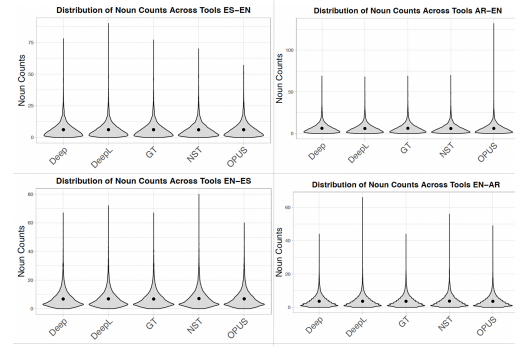 Distribution of Noun Counts Across Tools ES−EN
Noun Counts
75
50
25
0
Deep
DeepL
GT
NST
OPUS
Distribution of Noun Counts Across Tools AR−EN
Noun Counts
100
50
0
Deep
DeepL
GT
NST
OPUS
Distribution of Noun Counts Across Tools EN−ES
Noun Counts
80
60
40
20
0
Deep
DeepL
GT
NST
OPUS
Distribution of Noun Counts Across Tools EN−AR
Noun Counts
60
40
20
0
Deep
DeepL
GT
NST
OPUS